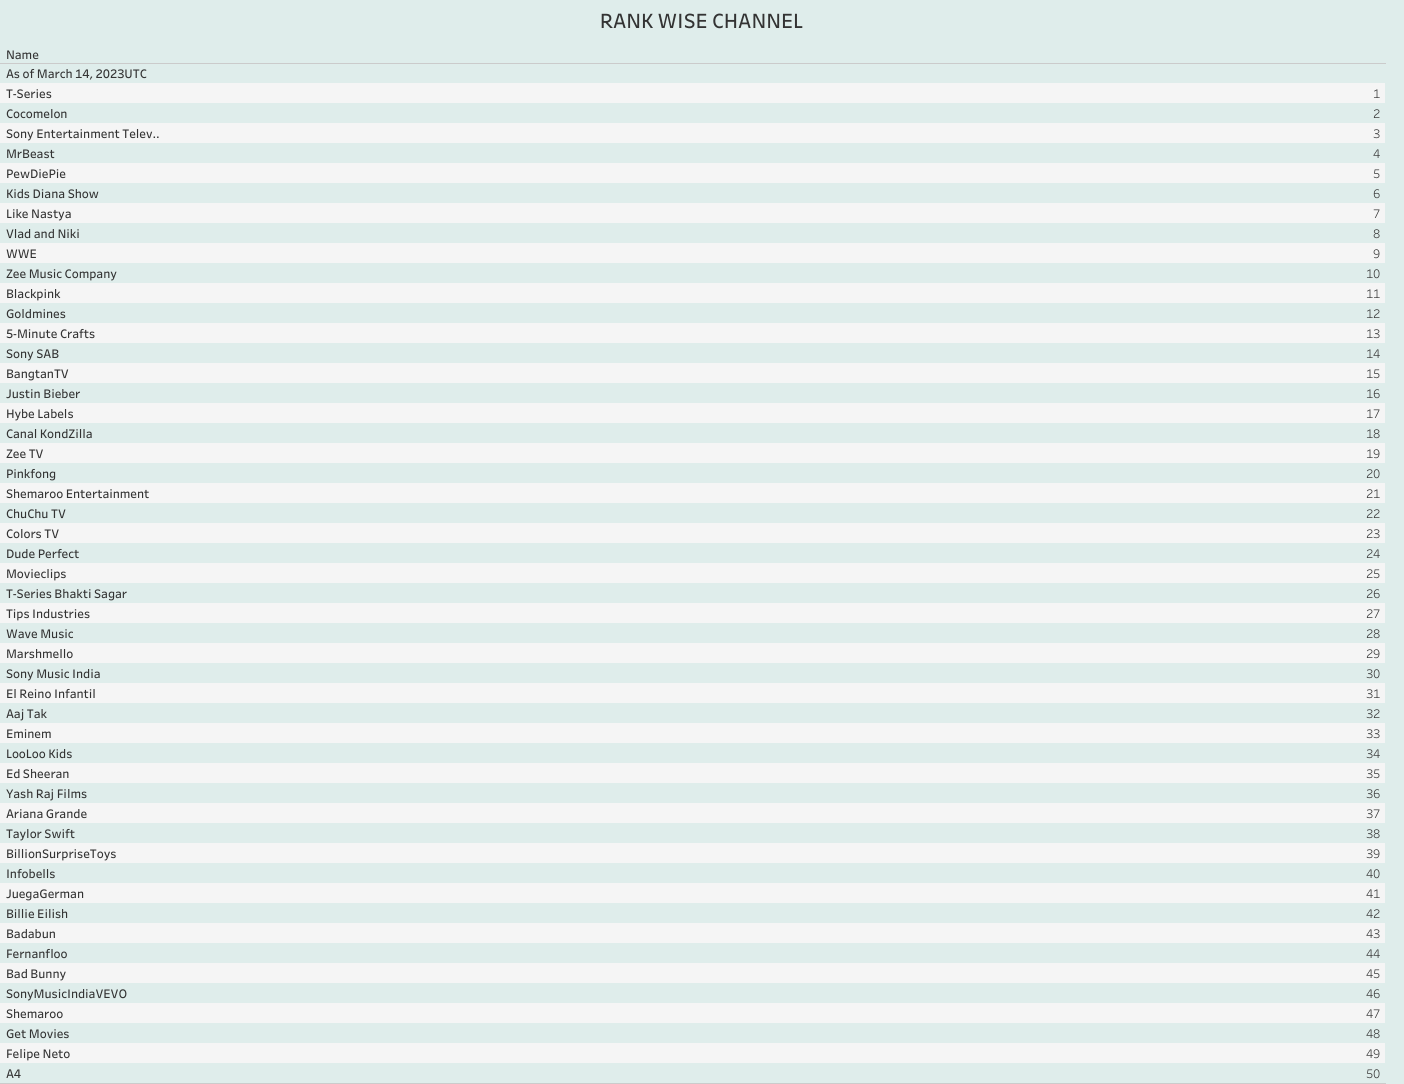 RANK WISE CHANNEL
Name
As of March 14, 2023UTC
T-Series 1
Cocomelon 2
Sony Entertainment Telev.. 3
MrBeast 4
PewDiePie 5
Kids Diana Show 6
Like Nastya 7
Vlad and Niki 8
WWE 9
Zee Music Company 10
Blackpink 11
Goldmines 12
5-Minute Crafts 13
Sony SAB 14
BangtanTV 15
Justin Bieber 16
Hybe Labels 17
Canal KondZilla 18
Zee TV 19
Pinkfong 20
Shemaroo Entertainment 21
ChuChu TV 22
Colors TV 23
Dude Perfect 24
Movieclips 25
T-Series Bhakti Sagar 26
Tips Industries 27
Wave Music 28
Marshmello 29
Sony Music India 30
El Reino Infantil 31
Aaj Tak 32
Eminem 33
LooLoo Kids 34
Ed Sheeran 35
Yash Raj Films 36
Ariana Grande 37
Taylor Swift 38
BillionSurpriseToys 39
Infobells 40
JuegaGerman 41
Billie Eilish 42
Badabun 43
Fernanfloo 44
Bad Bunny 45
SonyMusicIndiaVEVO 46
Shemaroo 47
Get Movies 48
Felipe Neto 49
A4 50